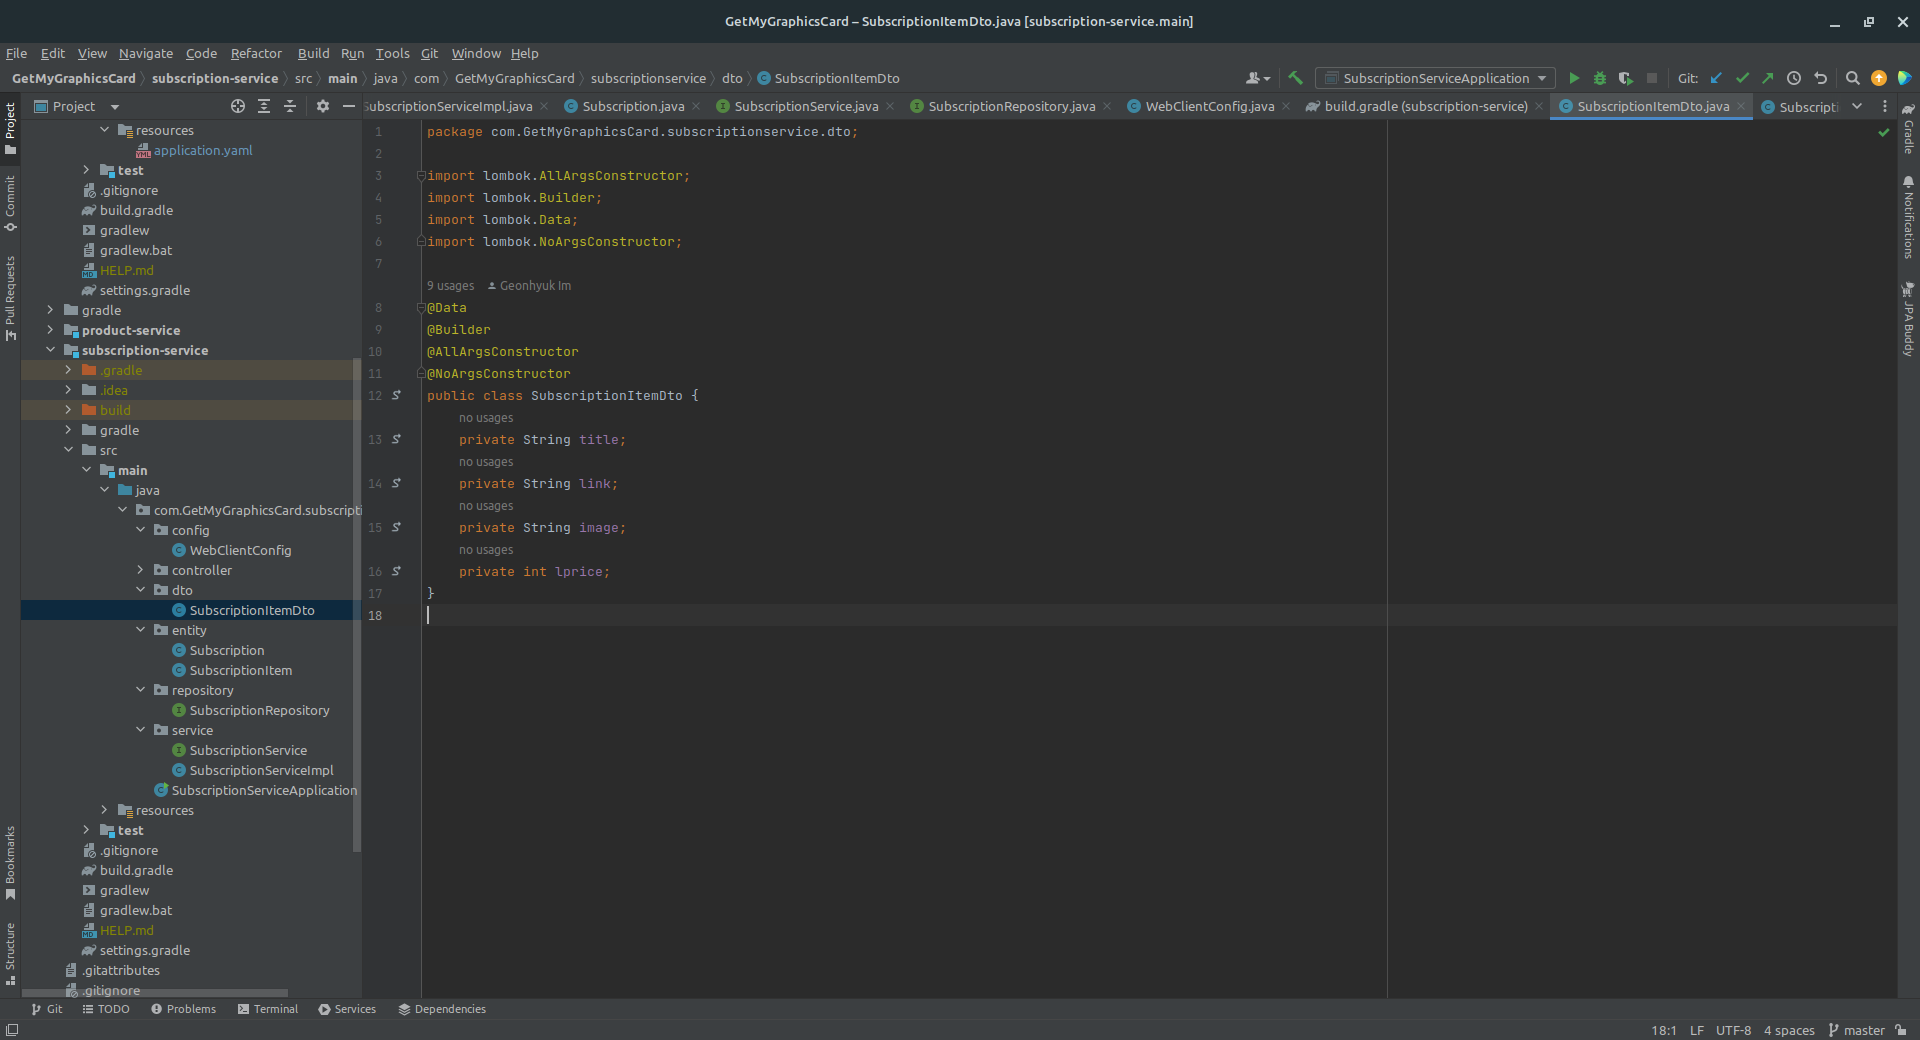 GetMyGraphicsCard – SubscriptionItemDto.java [subscription-service.main]
File Edit View Navigate Code Refactor Build Run Tools Git Window Help
GetMyGraphicsCard subscription-service src main java com GetMyGraphicsCard subscriptionservice dto SubscriptionItemDto
SubscriptionServiceApplication
Git:
Project
SubscriptionServiceImpl.java Subscription.java SubscriptionService.java SubscriptionRepository.java WebClientConfig.java build.gradle (subscription-service) SubscriptionItemDto.java Subscripti
Project
Commit
Pull Requests
Bookmarks
Structure
resources
application.yaml
test
.gitignore
build.gradle
gradlew
gradlew.bat
HELP.md
settings.gradle
gradle
product-service
subscription-service
.gradle
.idea
build
gradle
src
main
java
com.GetMyGraphicsCard.subscripti
config
WebClientConfig
controller
dto
SubscriptionItemDto
entity
Subscription
SubscriptionItem
repository
SubscriptionRepository
service
SubscriptionService
SubscriptionServiceImpl
SubscriptionServiceApplication
resources
test
.gitignore
build.gradle
gradlew
gradlew.bat
HELP.md
settings.gradle
.gitattributes
.gitignore
1 package com.GetMyGraphicsCard.subscriptionservice.dto;
2
3 import lombok.AllArgsConstructor;
4 import lombok.Builder;
5 import lombok.Data;
6 import lombok.NoArgsConstructor;
7
9 usages Geonhyuk Im
8 @Data
9 @Builder
10 @AllArgsConstructor
11 @NoArgsConstructor
12 public class SubscriptionItemDto {
no usages
13 private String title;
no usages
14 private String link;
no usages
15 private String image;
no usages
16 private int lprice;
17 }
18
Gradle
Notifications
JPA Buddy
Git TODO Problems Terminal Services Dependencies
18:1 LF UTF-8 4 spaces master